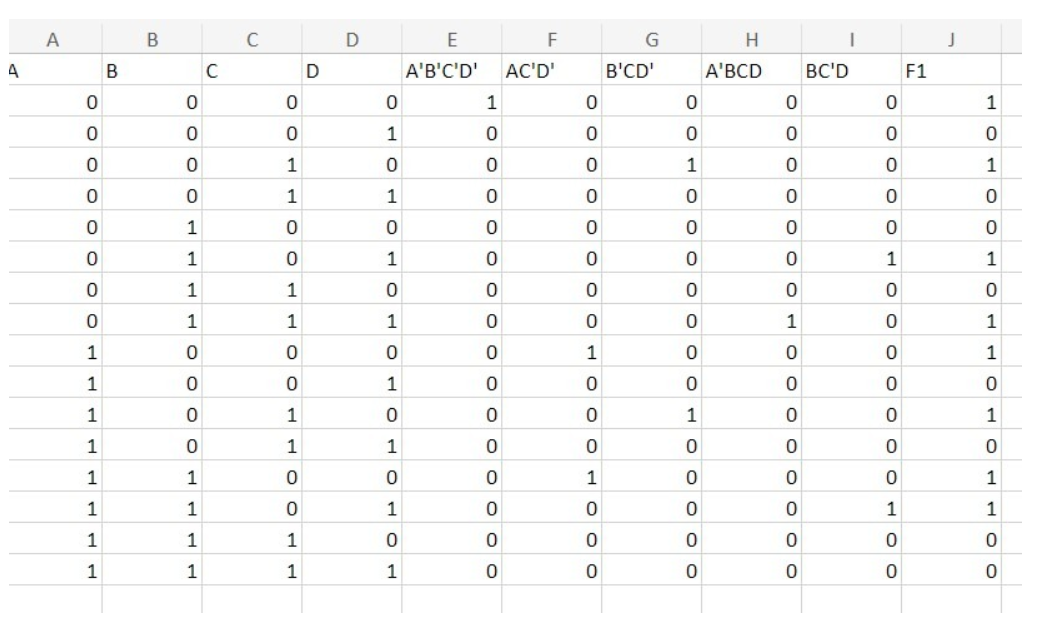 A B C D E F G H I J
A B C D A'B'C'D' AC'D' B'CD' A'BCD BC'D F1
0 0 0 0 1 0 0 0 0 1
0 0 0 1 0 0 0 0 0 0
0 0 1 0 0 0 1 0 0 1
0 0 1 1 0 0 0 0 0 0
0 1 0 0 0 0 0 0 0 0
0 1 0 1 0 0 0 0 1 1
0 1 1 0 0 0 0 0 0 0
0 1 1 1 0 0 0 1 0 1
1 0 0 0 0 1 0 0 0 1
1 0 0 1 0 0 0 0 0 0
1 0 1 0 0 0 1 0 0 1
1 0 1 1 0 0 0 0 0 0
1 1 0 0 0 1 0 0 0 1
1 1 0 1 0 0 0 0 1 1
1 1 1 0 0 0 0 0 0 0
1 1 1 1 0 0 0 0 0 0